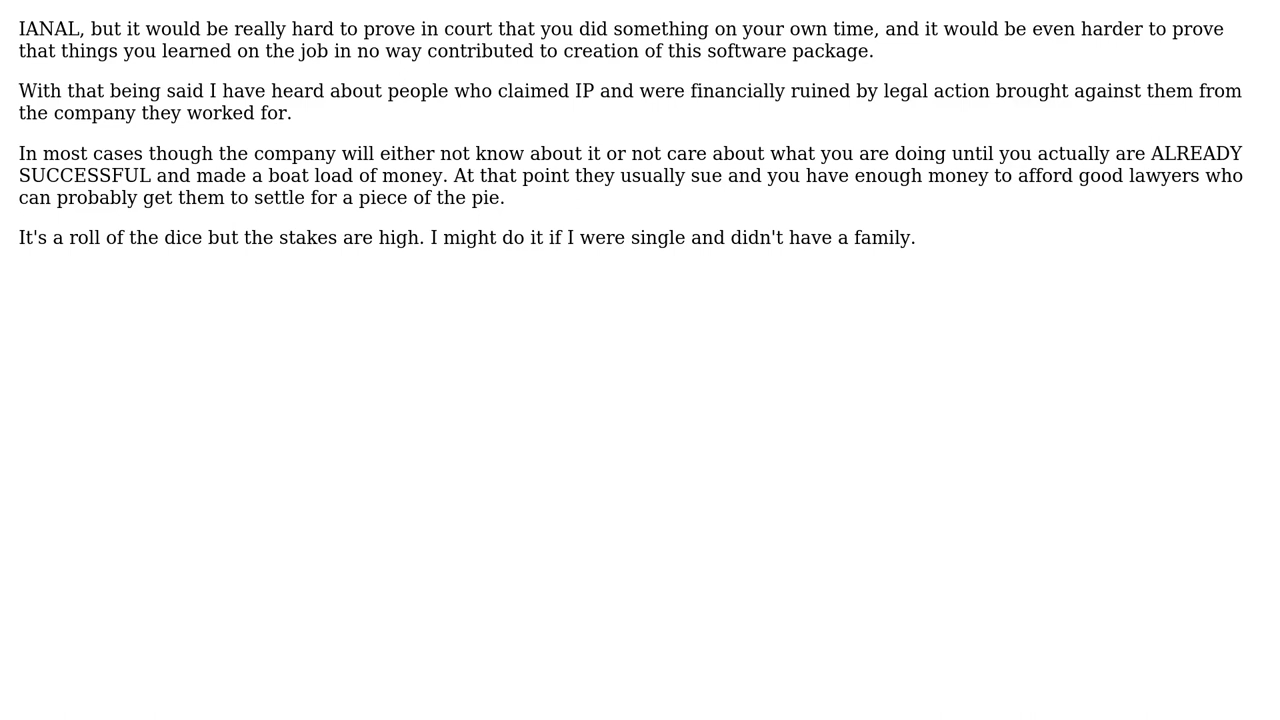 IANAL, but it would be really hard to prove in court that you did something on your own time, and it would be even harder to prove
that things you learned on the job in no way contributed to creation of this software package.
With that being said I have heard about people who claimed IP and were financially ruined by legal action brought against them from
the company they worked for.
In most cases though the company will either not know about it or not care about what you are doing until you actually are ALREADY
SUCCESSFUL and made a boat load of money. At that point they usually sue and you have enough money to afford good lawyers who
can probably get them to settle for a piece of the pie.
It's a roll of the dice but the stakes are high. I might do it if I were single and didn't have a family.